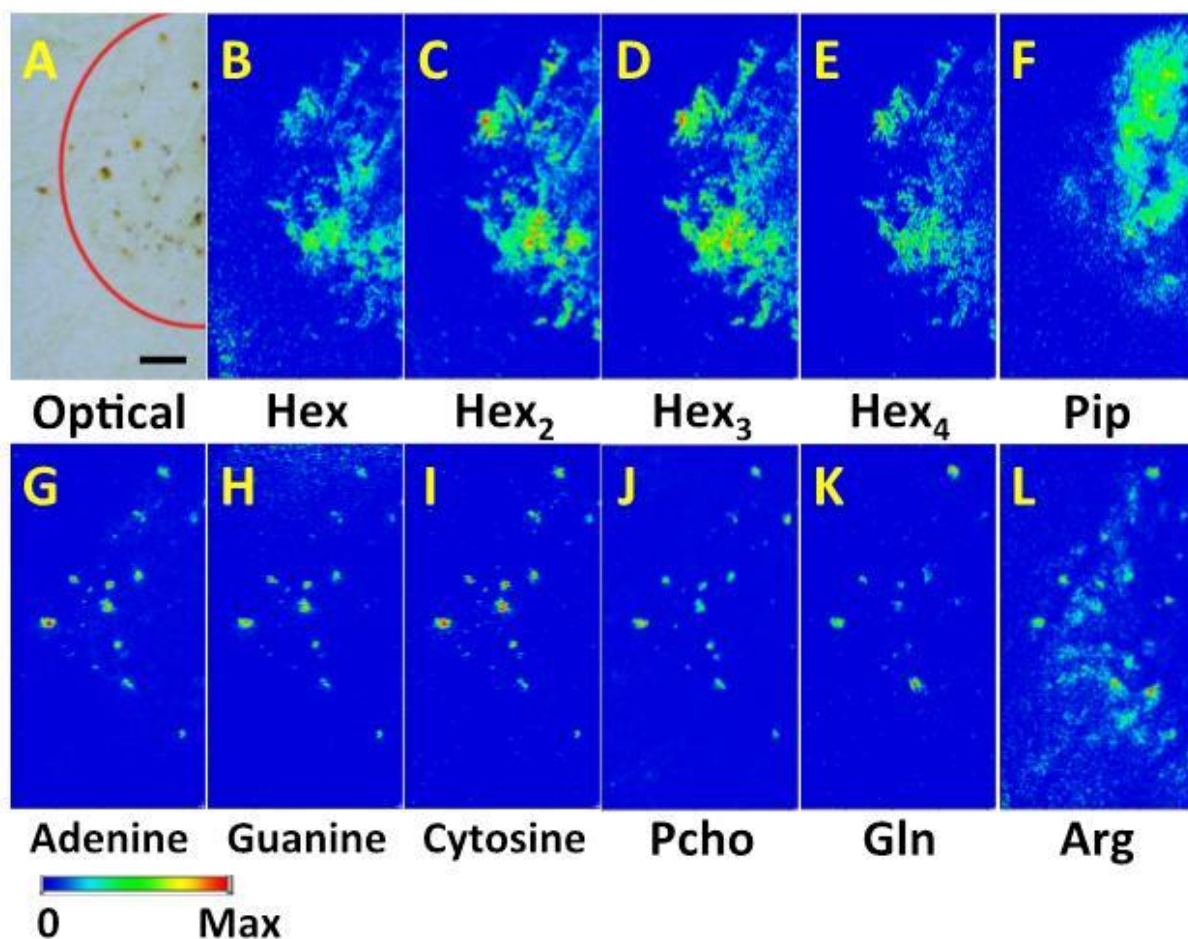 A B C D E F
Optical Hex Hex₂ Hex₃ Hex₄ Pip
G H I J K L
Adenine Guanine Cytosine Pcho Gln Arg
0 Max